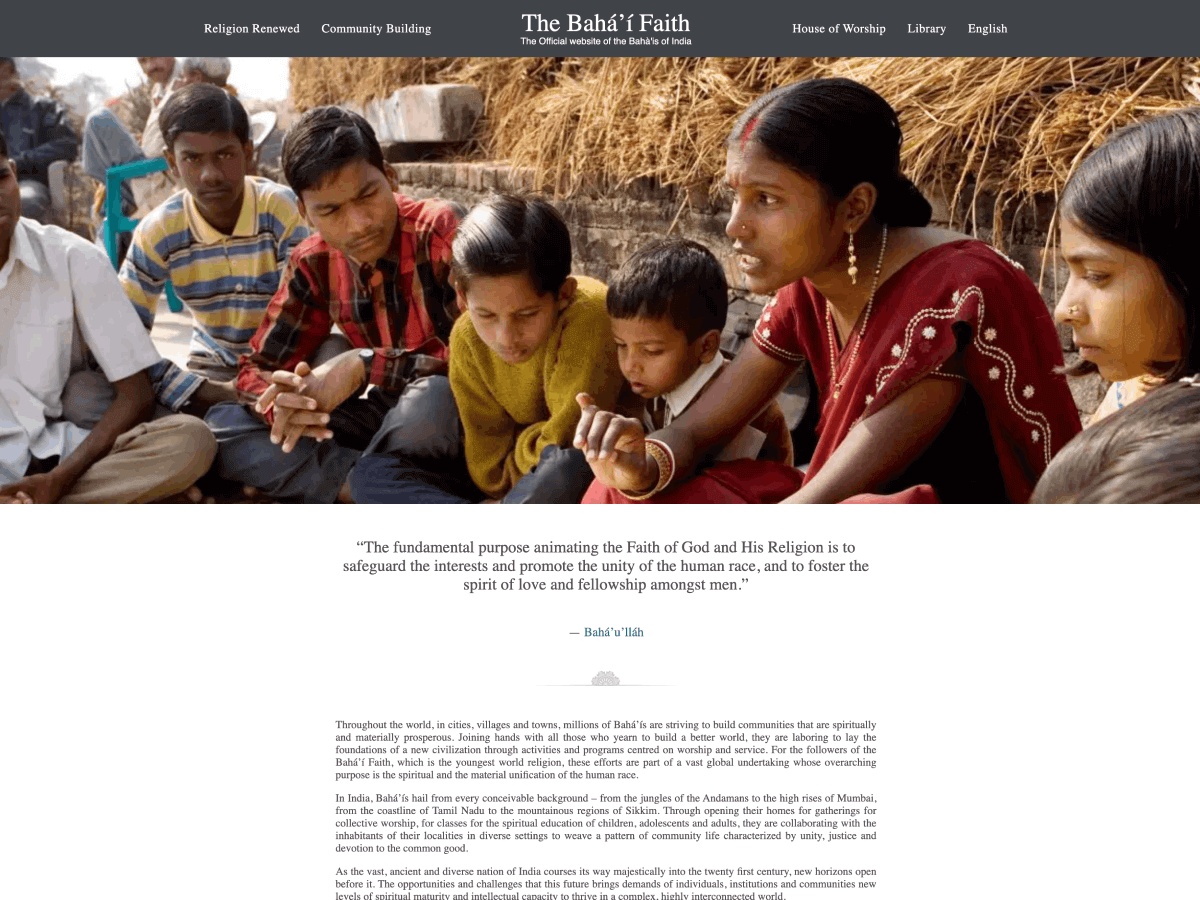 Religion Renewed
Community Building
The Bahá’í Faith
The Official website of the Bahà'ís of India
House of Worship
Library
English
“The fundamental purpose animating the Faith of God and His Religion is to
safeguard the interests and promote the unity of the human race, and to foster the
spirit of love and fellowship amongst men.”
— Bahá’u’lláh
Throughout the world, in cities, villages and towns, millions of Bahá’ís are striving to build communities that are spiritually
and materially prosperous. Joining hands with all those who yearn to build a better world, they are laboring to lay the
foundations of a new civilization through activities and programs centred on worship and service. For the followers of the
Bahá’í Faith, which is the youngest world religion, these efforts are part of a vast global undertaking whose overarching
purpose is the spiritual and the material unification of the human race.
In India, Bahá’ís hail from every conceivable background – from the jungles of the Andamans to the high rises of Mumbai,
from the coastline of Tamil Nadu to the mountainous regions of Sikkim. Through opening their homes for gatherings for
collective worship, for classes for the spiritual education of children, adolescents and adults, they are collaborating with the
inhabitants of their localities in diverse settings to weave a pattern of community life characterized by unity, justice and
devotion to the common good.
As the vast, ancient and diverse nation of India courses its way majestically into the twenty first century, new horizons open
before it. The opportunities and challenges that this future brings demands of individuals, institutions and communities new
levels of spiritual maturity and intellectual capacity to thrive in a complex, highly interconnected world.